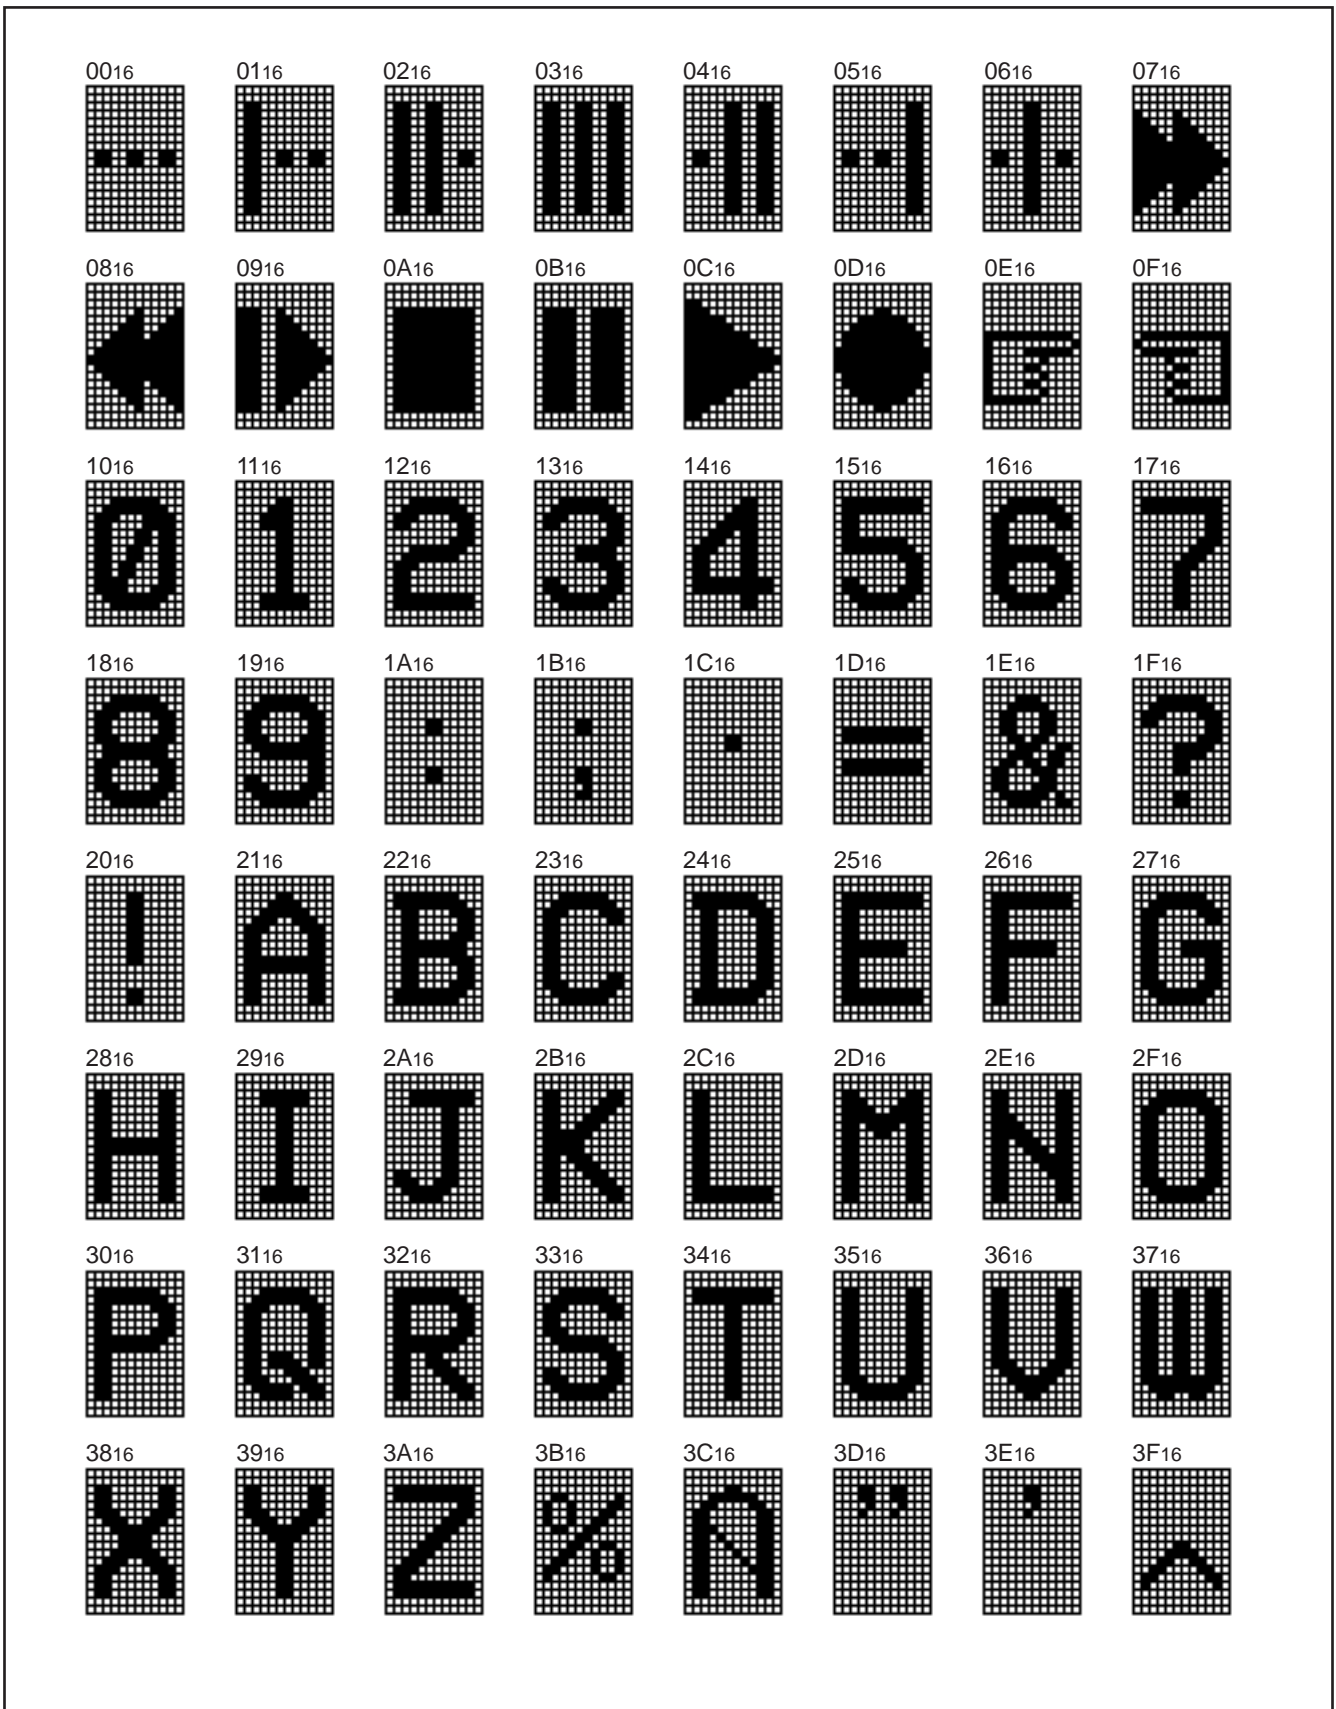 0016 0116 0216 0316 0416 0516 0616 0716
0816 0916 0A16 0B16 0C16 0D16 0E16 0F16
1016 1116 1216 1316 1416 1516 1616 1716
0 1 2 3 4 5 6 7
1816 1916 1A16 1B16 1C16 1D16 1E16 1F16
8 9 : ; · = & ?
2016 2116 2216 2316 2416 2516 2616 2716
! A B C D E F G
2816 2916 2A16 2B16 2C16 2D16 2E16 2F16
H I J K L M N O
3016 3116 3216 3316 3416 3516 3616 3716
P Q R S T U V W
3816 3916 3A16 3B16 3C16 3D16 3E16 3F16
X Y Z % ” ’ ^